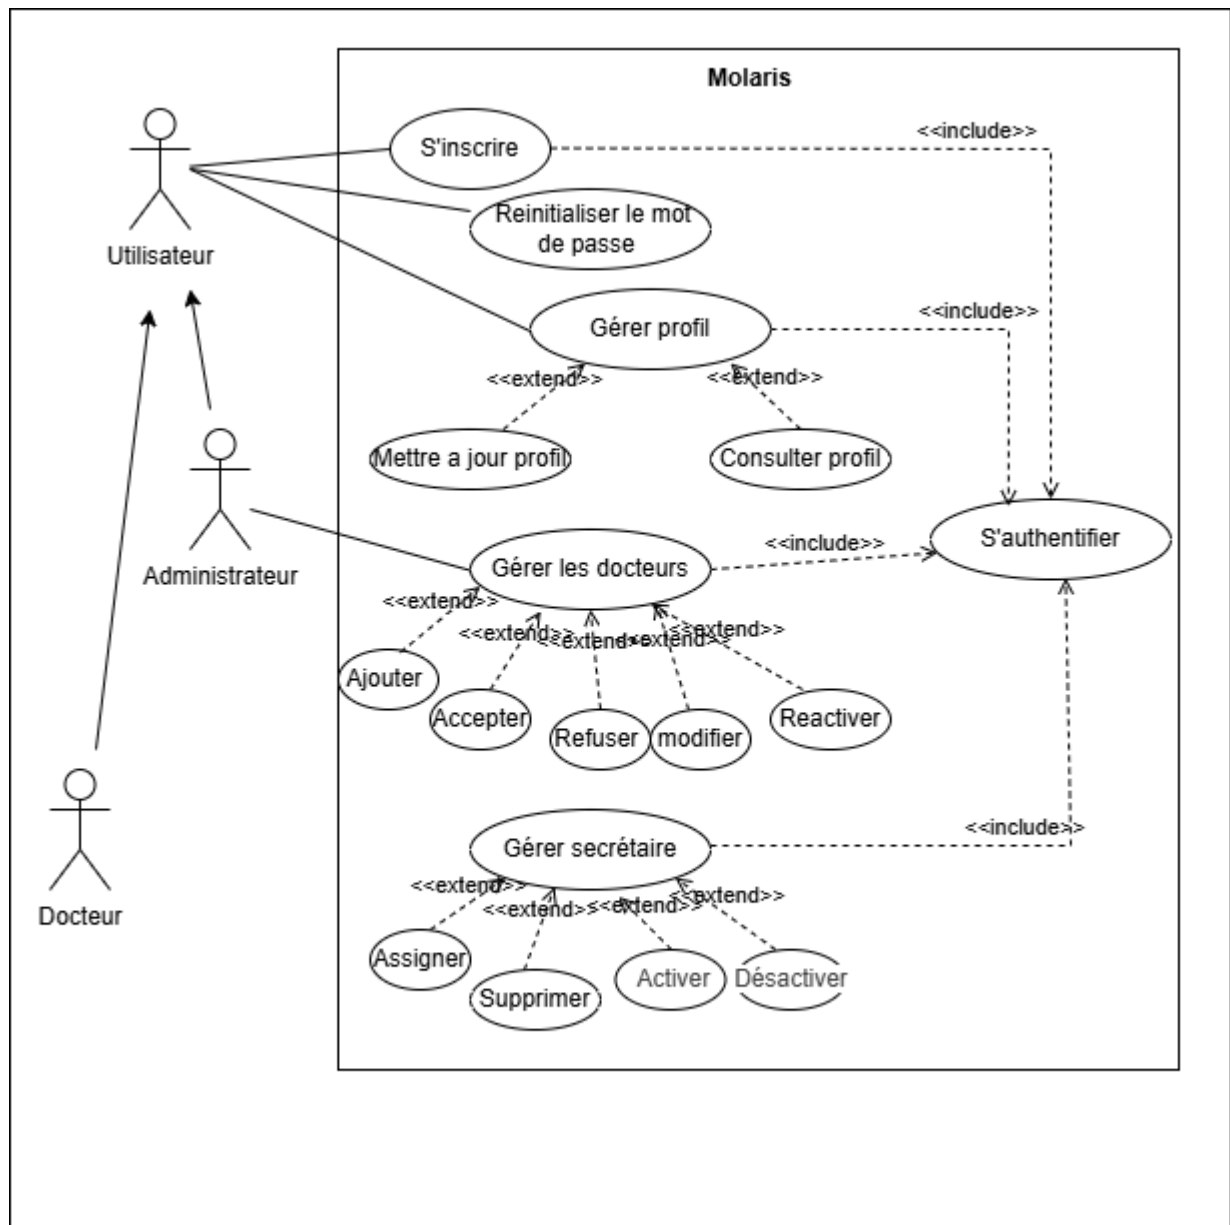 Molaris
S'inscrire
<<include>>
Utilisateur
Reinitialiser le mot
de passe
Gérer profil
<<include>>
<<extend>>
<<extend>>
Mettre a jour profil
Consulter profil
Administrateur
Gérer les docteurs
<<include>>
S'authentifier
<<extend>>
<<extend>>
<<extend>>
<<extend>>
<<extend>>
Ajouter
Accepter
Refuser
modifier
Reactiver
Docteur
Gérer secrétaire
<<include>>
<<extend>>
<<extend>>
<<extend>>
<<extend>>
Assigner
Supprimer
Activer
Désactiver